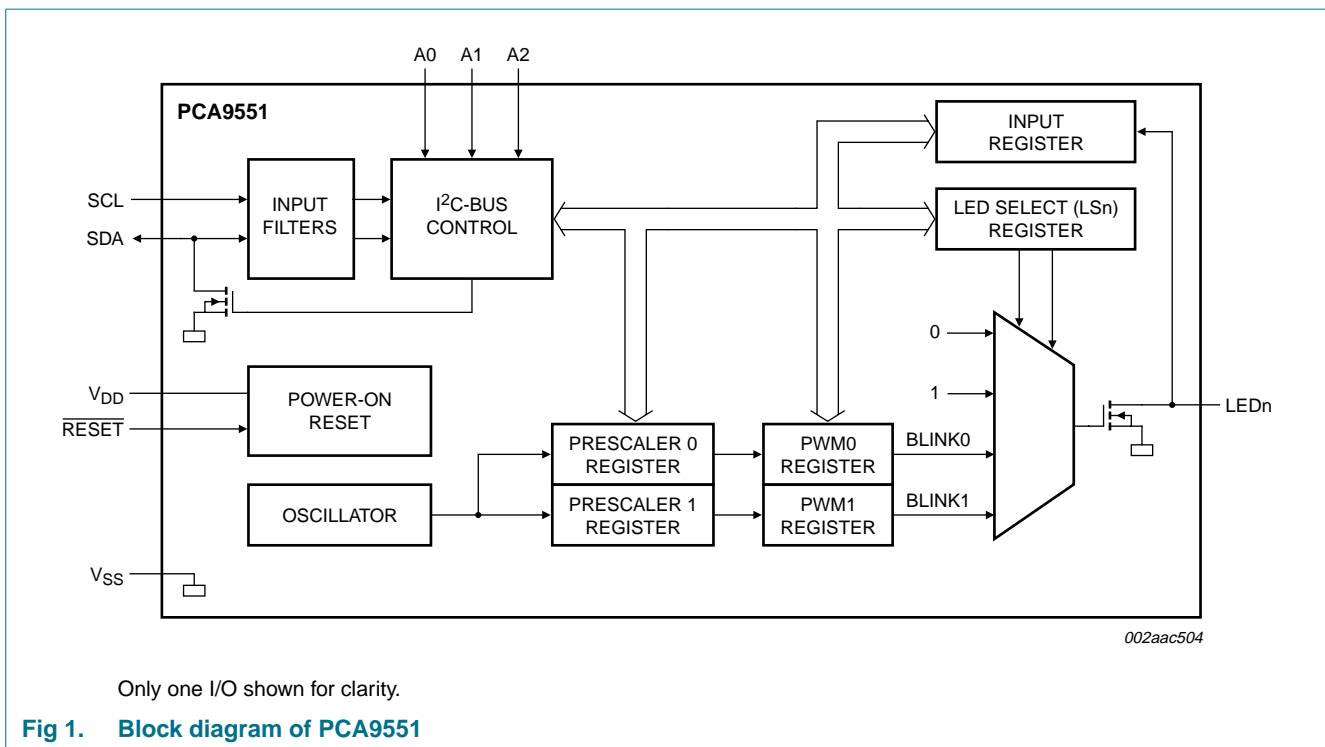 A0 A1 A2
PCA9551
INPUT
REGISTER
SCL
SDA
INPUT
FILTERS
I²C-BUS
CONTROL
LED SELECT (LSn)
REGISTER
0
1
VDD
RESET
POWER-ON
RESET
LEDn
PRESCALER 0
REGISTER
PWM0
REGISTER
BLINK0
OSCILLATOR
PRESCALER 1
REGISTER
PWM1
REGISTER
BLINK1
VSS
002aac504
Only one I/O shown for clarity.
Fig 1. Block diagram of PCA9551